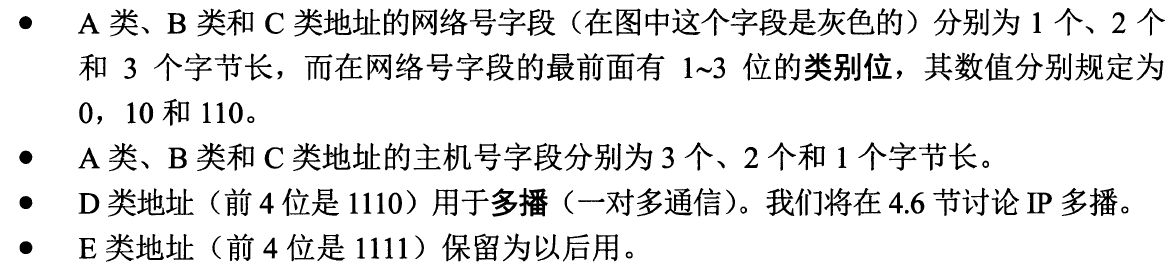 ● A 类、B 类和 C 类地址的网络号字段（在图中这个字段是灰色的）分别为 1 个、2 个
和 3 个字节长，而在网络号字段的最前面有 1~3 位的类别位，其数值分别规定为
0，10 和 110。
● A 类、B 类和 C 类地址的主机号字段分别为 3 个、2 个和 1 个字节长。
● D 类地址（前 4 位是 1110）用于多播（一对多通信）。我们将在 4.6 节讨论 IP 多播。
● E 类地址（前 4 位是 1111）保留为以后用。